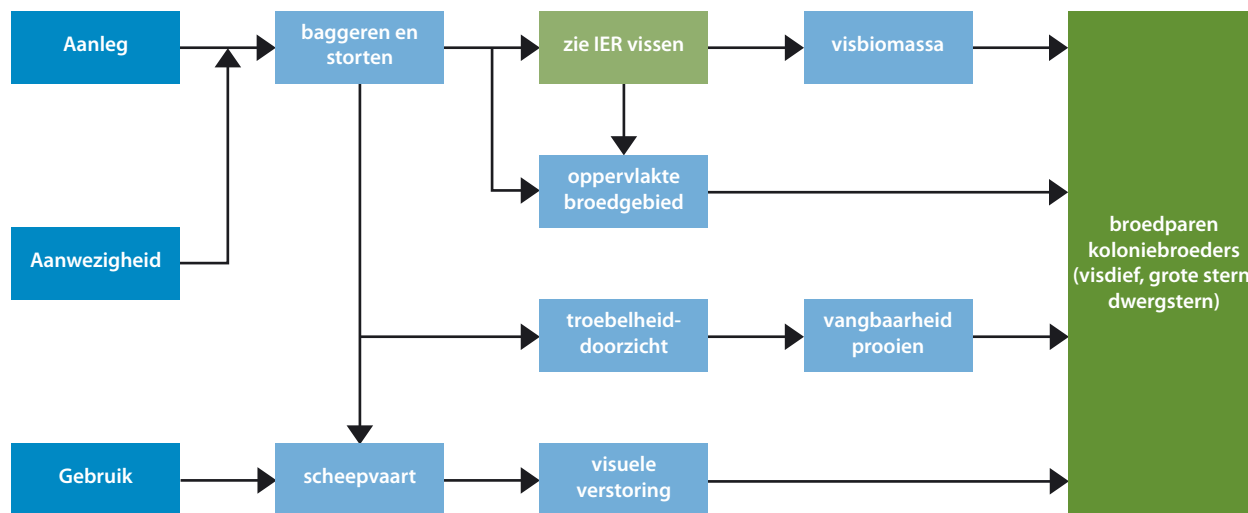 Aanleg
baggeren en
storten
zie IER vissen
visbiomassa
oppervlakte
broedgebied
Aanwezigheid
broedparen
koloniebroeders
(visdief, grote stern
dwergstern)
troebelheid-
doorzicht
vangbaarheid
prooien
Gebruik
scheepvaart
visuele
verstoring